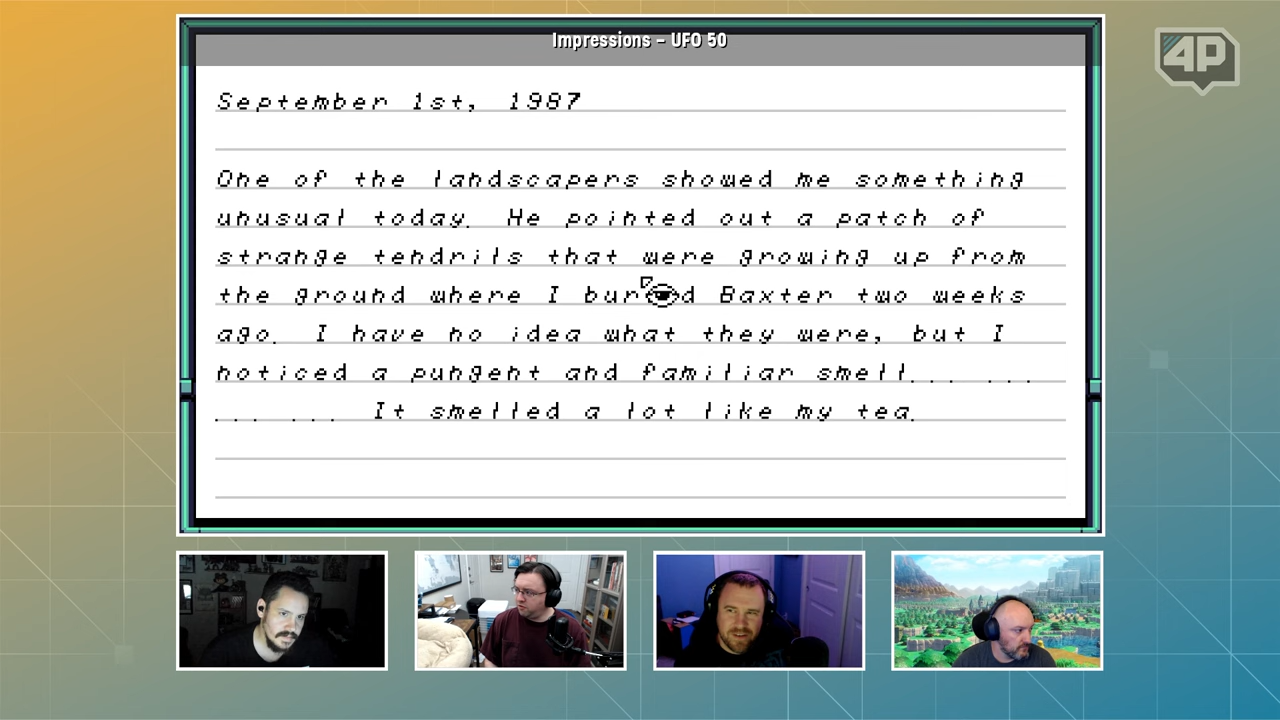 Impressions - UFO 50
4P
September 1st, 1987
One of the landscapers showed me something
unusual today. He pointed out a patch of
strange tendrils that were growing up from
the ground where I buried Baxter two weeks
ago. I have no idea what they were, but I
noticed a pungent and familiar smell... ...
... ... It smelled a lot like my tea.